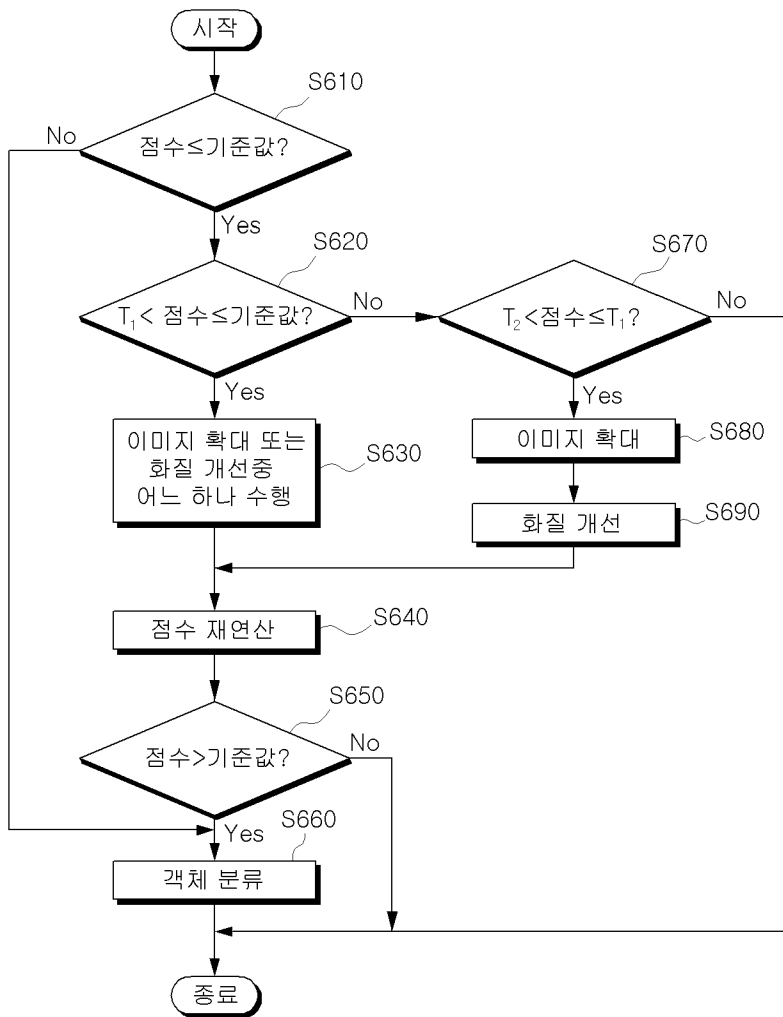 시작
S610
점수≤기준값?
No
Yes
S620
T₁< 점수≤기준값?
No
Yes
S670
T₂<점수≤T₁?
No
Yes
이미지 확대 또는
화질 개선중
어느 하나 수행
S630
이미지 확대
S680
화질 개선
S690
점수 재연산
S640
S650
점수>기준값?
No
Yes
S660
객체 분류
종료